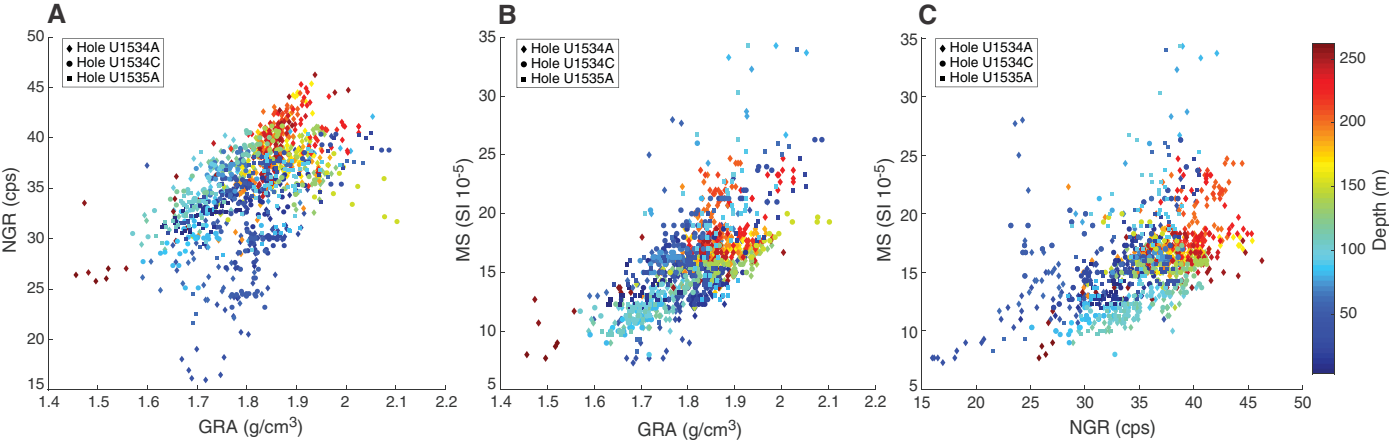 A
50
45
40
35
30
25
20
15
NGR (cps)
Hole U1534A
Hole U1534C
Hole U1535A
1.4 1.5 1.6 1.7 1.8 1.9 2 2.1 2.2
GRA (g/cm³)
B
35
30
25
20
15
10
5
MS (SI 10⁻⁵)
Hole U1534A
Hole U1534C
Hole U1535A
1.4 1.5 1.6 1.7 1.8 1.9 2.0 2.1 2.2
GRA (g/cm³)
C
35
30
25
20
15
10
5
MS (SI 10⁻⁵)
Hole U1534A
Hole U1534C
Hole U1535A
15 20 25 30 35 40 45 50
NGR (cps)
250
200
150
100
50
Depth (m)